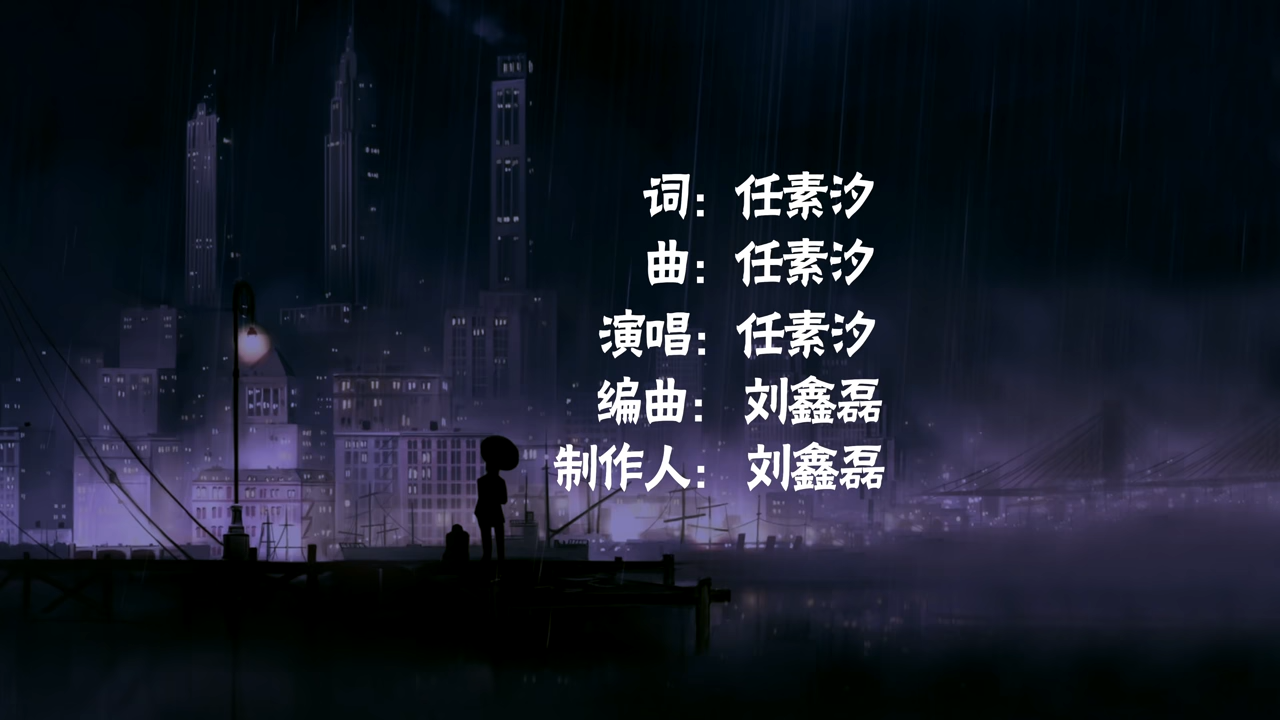 词：任素汐
曲：任素汐
演唱：任素汐
编曲： 刘鑫磊
制作人： 刘鑫磊